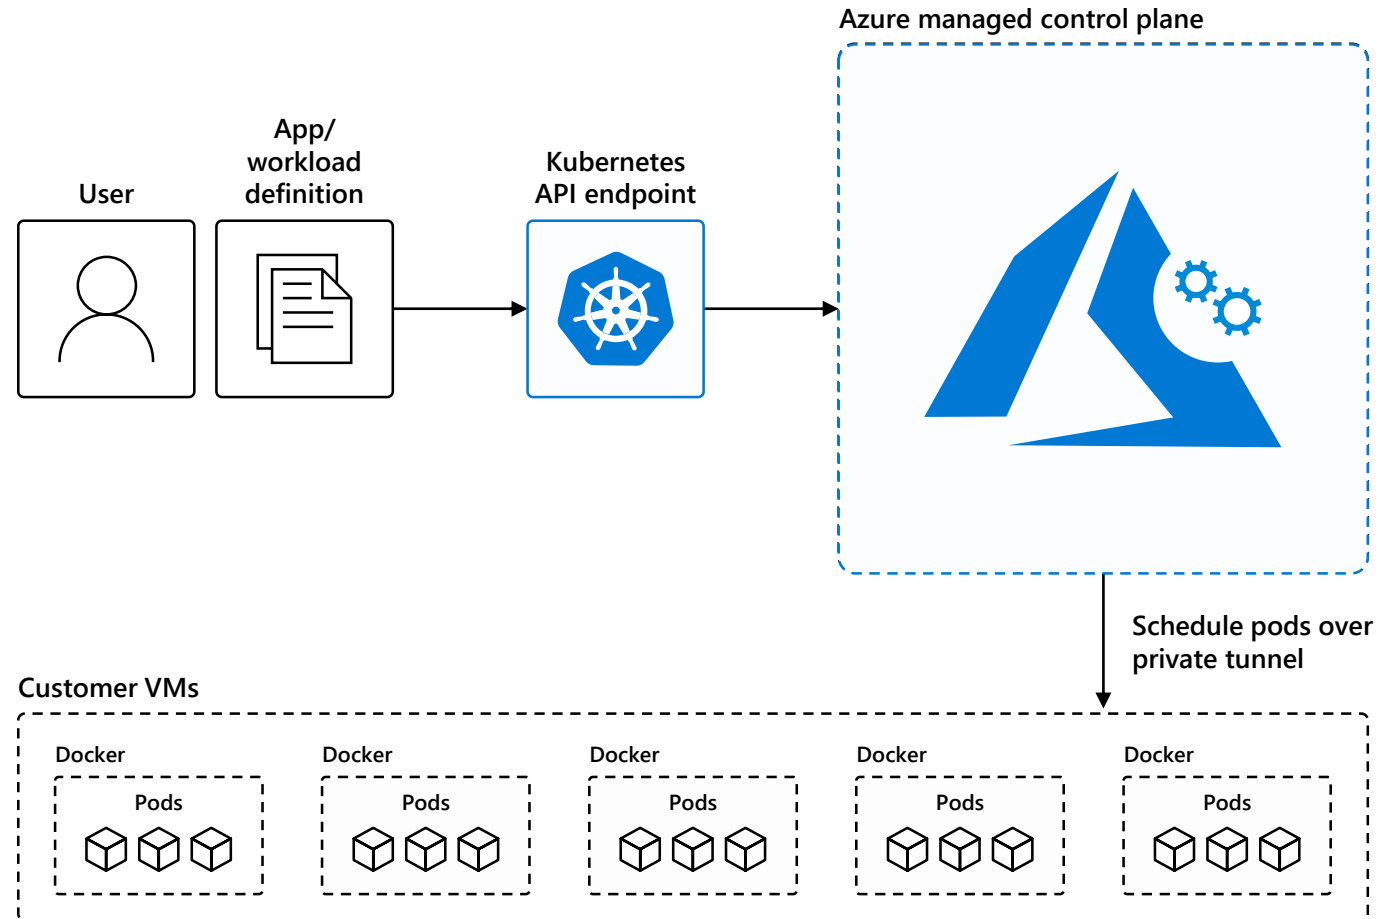 Azure managed control plane
App/
workload
definition
Kubernetes
API endpoint
User
Schedule pods over
private tunnel
Customer VMs
Docker
Docker
Docker
Docker
Docker
Pods
Pods
Pods
Pods
Pods